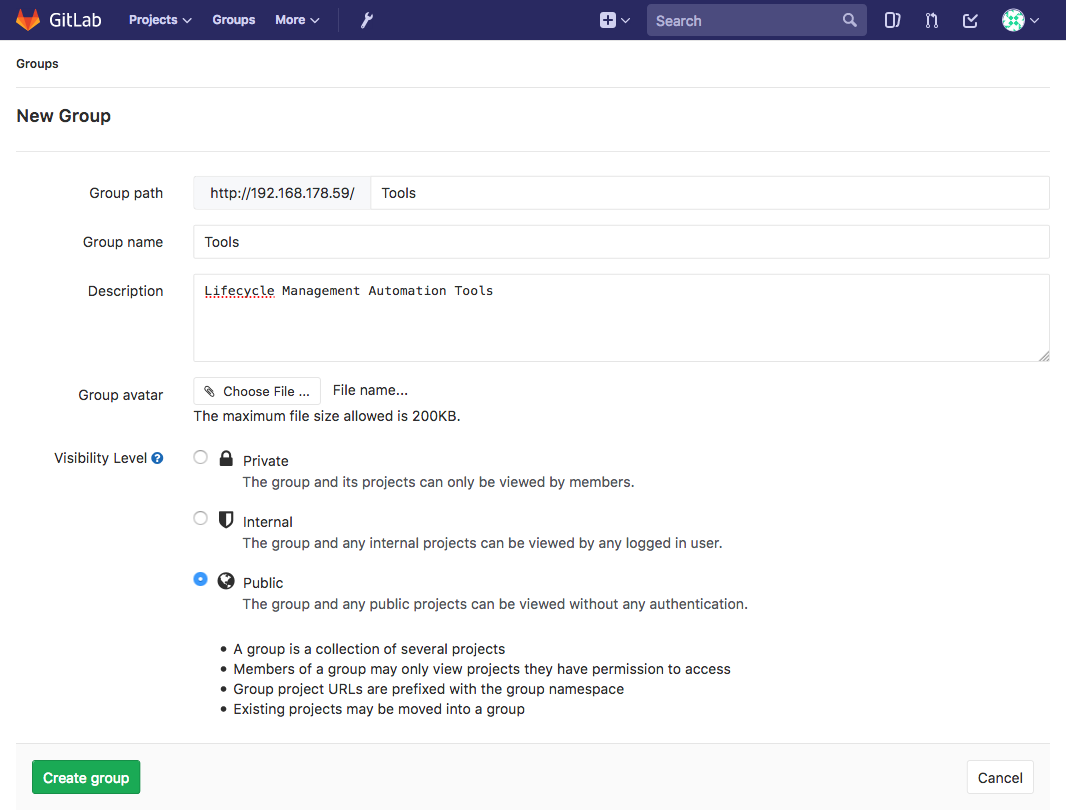 GitLab Projects Groups More Search
Groups
New Group
Group path http://192.168.178.59/ Tools
Group name Tools
Description Lifecycle Management Automation Tools
Group avatar Choose File ... File name...
The maximum file size allowed is 200KB.
Visibility Level ? Private
The group and its projects can only be viewed by members.
Internal
The group and any internal projects can be viewed by any logged in user.
Public
The group and any public projects can be viewed without any authentication.
• A group is a collection of several projects
• Members of a group may only view projects they have permission to access
• Group project URLs are prefixed with the group namespace
• Existing projects may be moved into a group
Create group Cancel